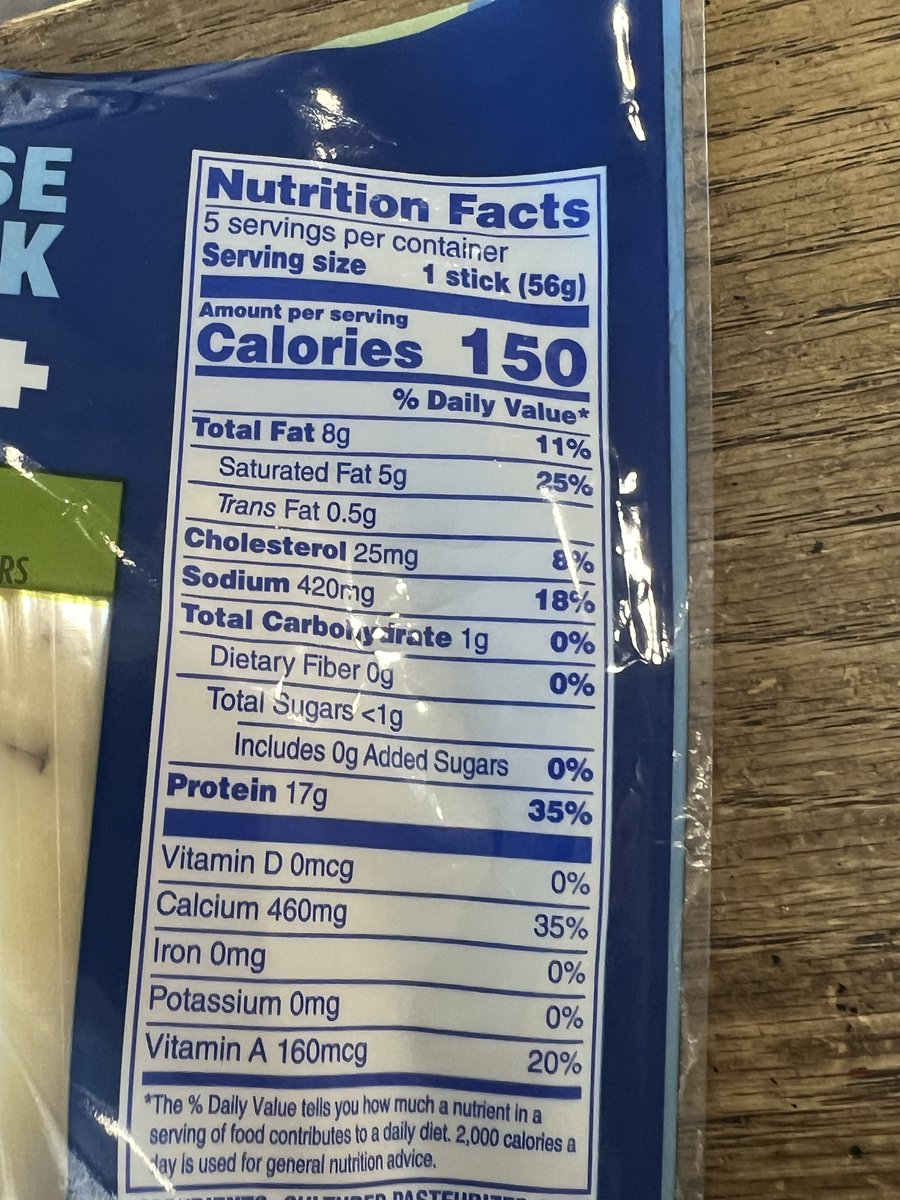 SE
K
+
RS
Nutrition Facts
5 servings per container
Serving size 1 stick (56g)
Amount per serving
Calories 150
% Daily Value*
Total Fat 8g 11%
Saturated Fat 5g 25%
Trans Fat 0.5g
Cholesterol 25mg 8%
Sodium 420mg 18%
Total Carbohydrate 1g 0%
Dietary Fiber 0g 0%
Total Sugars <1g
Includes 0g Added Sugars 0%
Protein 17g 35%
Vitamin D 0mcg 0%
Calcium 460mg 35%
Iron 0mg 0%
Potassium 0mg 0%
Vitamin A 160mcg 20%
*The % Daily Value tells you how much a nutrient in a
serving of food contributes to a daily diet. 2,000 calories a
day is used for general nutrition advice.